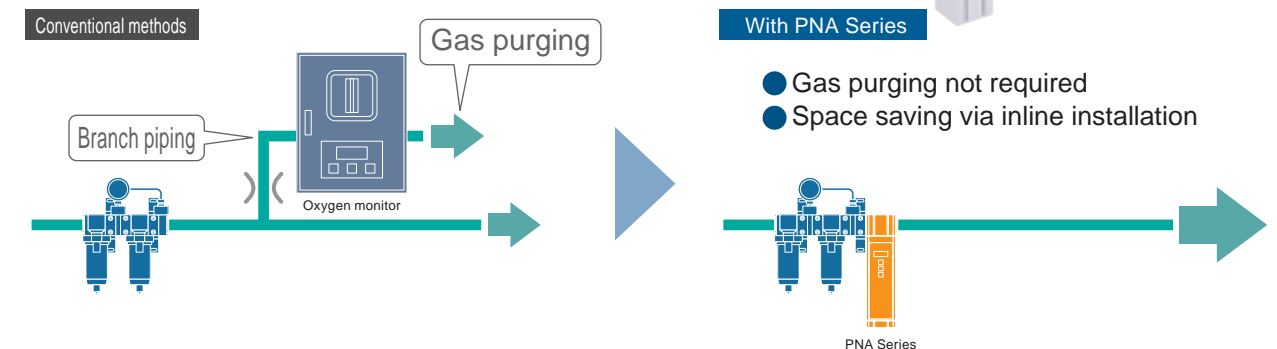 Conventional methods
Gas purging
Branch piping
Oxygen monitor
With PNA Series
Gas purging not required
Space saving via inline installation
PNA Series